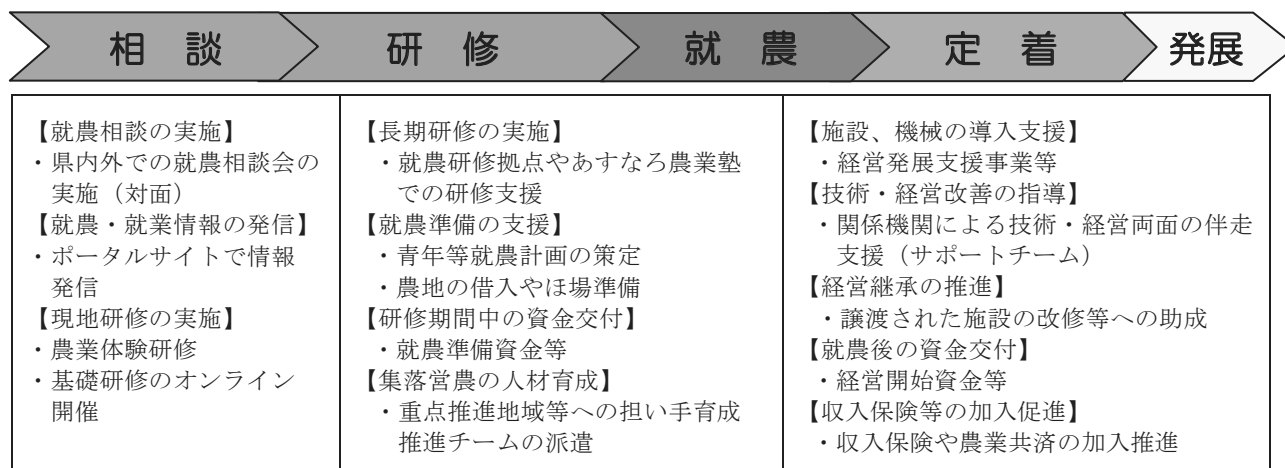 相 談
研 修
就 農
定 着
発展
【就農相談の実施】
・県内外での就農相談会の
実施（対面）
【就農・就業情報の発信】
・ポータルサイトで情報
発信
【現地研修の実施】
・農業体験研修
・基礎研修のオンライン
開催
【長期研修の実施】
・就農研修拠点やあすなろ農業塾
での研修支援
【就農準備の支援】
・青年等就農計画の策定
・農地の借入やほ場準備
【研修期間中の資金交付】
・就農準備資金等
【集落営農の人材育成】
・重点推進地域等への担い手育成
推進チームの派遣
【施設、機械の導入支援】
・経営発展支援事業等
【技術・経営改善の指導】
・関係機関による技術・経営両面の伴走
支援（サポートチーム）
【経営継承の推進】
・譲渡された施設の改修等への助成
【就農後の資金交付】
・経営開始資金等
【収入保険等の加入促進】
・収入保険や農業共済の加入推進